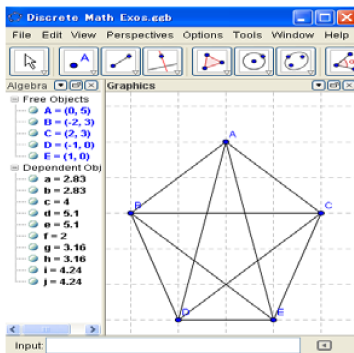 Discrete Math Exos.ggb
File Edit View Perspectives Options Tools Window Help
A
Algebra
Graphics
Free Objects
A = (0, 5)
B = (-2, 3)
C = (2, 3)
D = (-1, 0)
E = (1, 0)
Dependent Obj
a = 2.83
b = 2.83
c = 4
d = 5.1
e = 5.1
f = 2
g = 3.16
h = 3.16
i = 4.24
j = 4.24
A
B
C
D
E
Input: